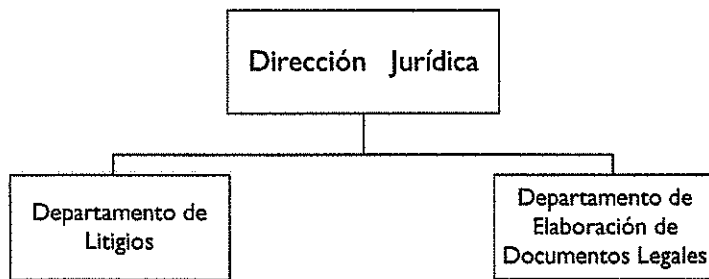 Dirección Jurídica
Departamento de
Litigios
Departamento de
Elaboración de
Documentos Legales